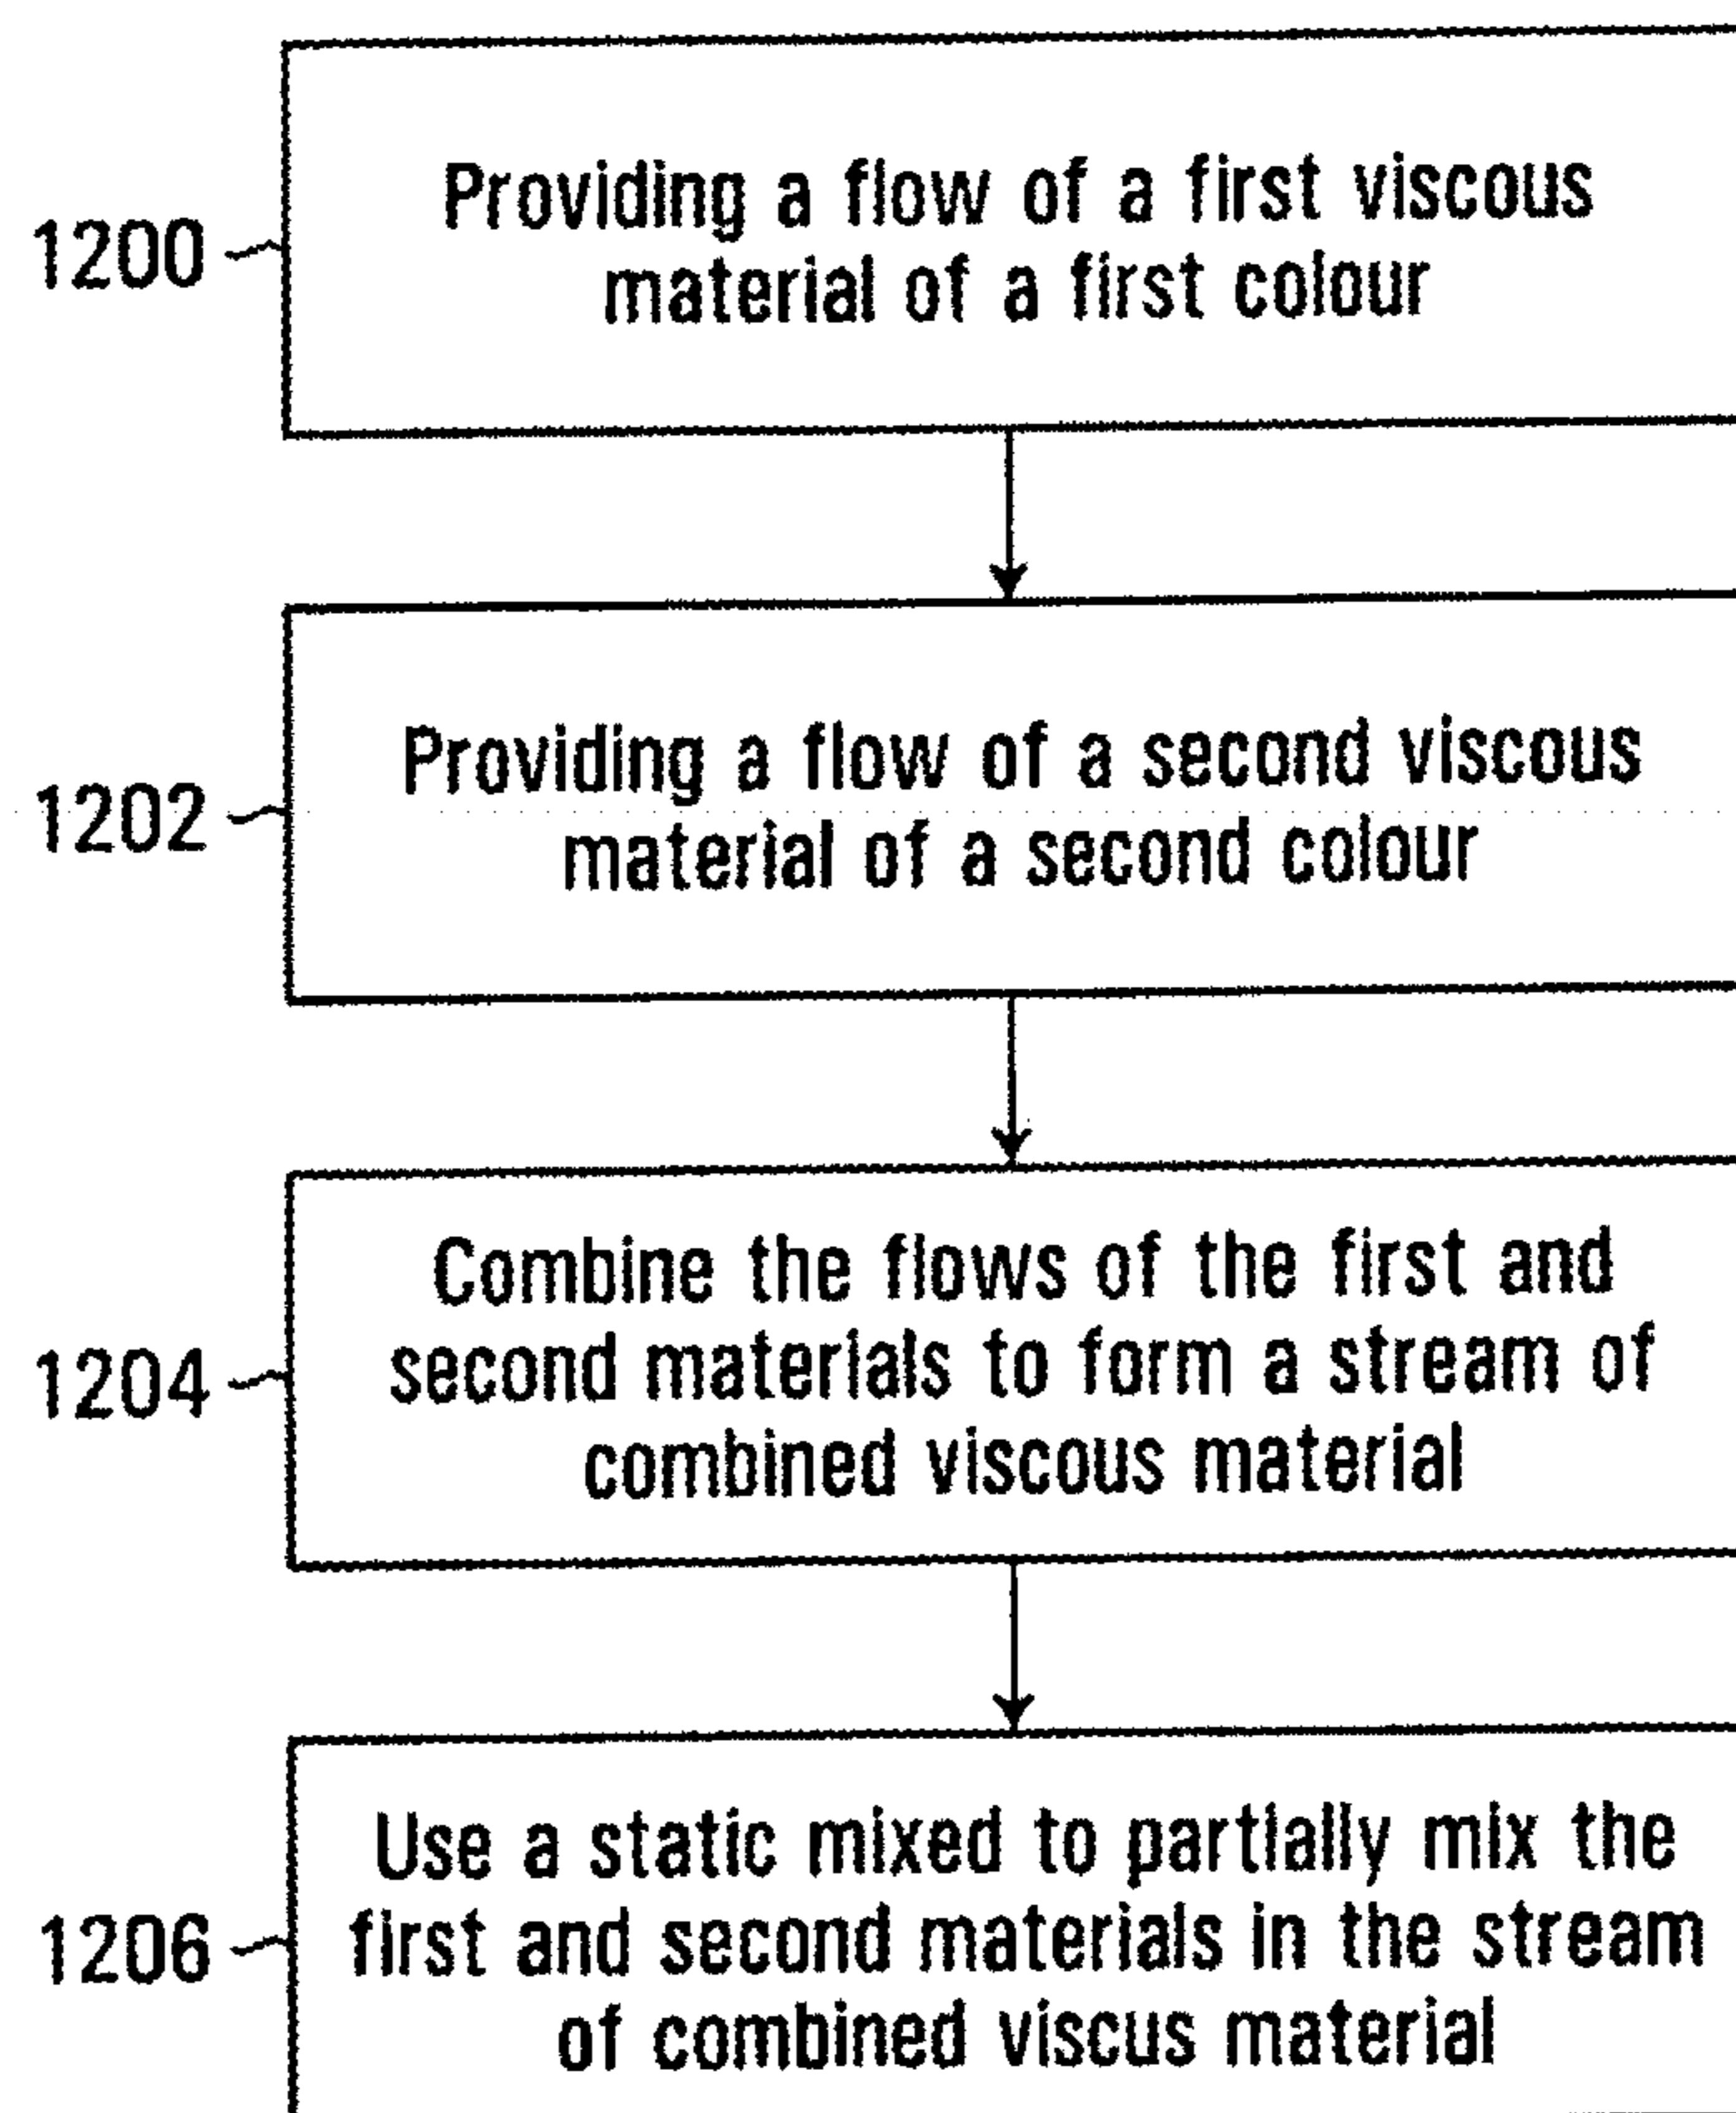 Providing a flow of a first viscous
1200
material of a first colour
Providing a flow of a second viscous
1202
material of a second colour
Combine the flows of the first and
second materials to form a stream of
1204
combined viscous material
Use a static mixed to partially mix the
first and second materials in the stream
1206
of combined viscus material